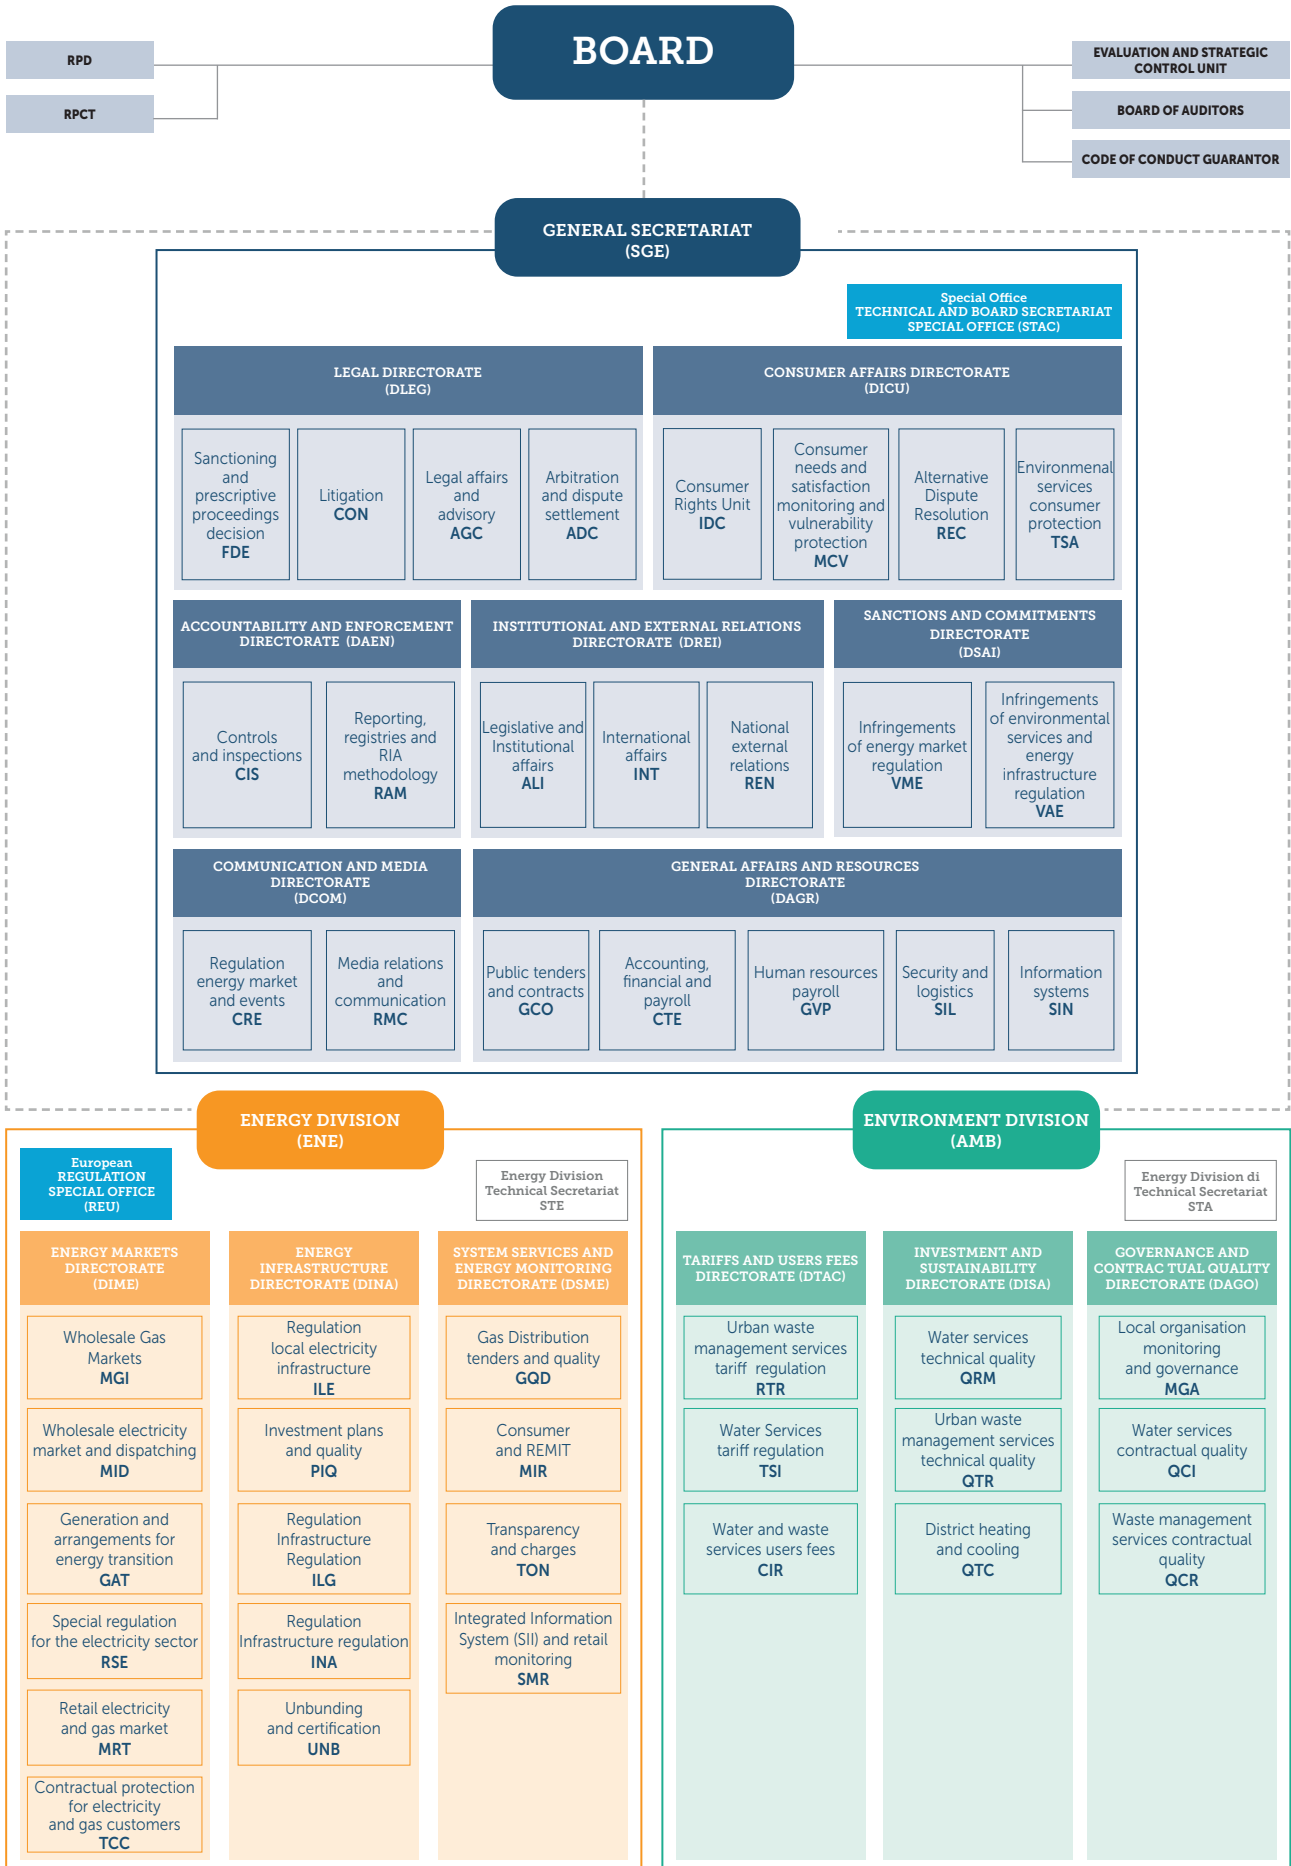 BOARD
RPD
RPCT
EVALUATION AND STRATEGIC
CONTROL UNIT
BOARD OF AUDITORS
CODE OF CONDUCT GUARANTOR
GENERAL SECRETARIAT
(SGE)
Special Office
TECHNICAL AND BOARD SECRETARIAT
SPECIAL OFFICE (STAC)
LEGAL DIRECTORATE
(DLEG)
Sanctioning
and
prescriptive
proceedings
decision
FDE
Litigation
CON
Legal affairs
and
advisory
AGC
Arbitration
and dispute
settlement
ADC
CONSUMER AFFAIRS DIRECTORATE
(DICU)
Consumer
Rights Unit
IDC
Consumer
needs and
satisfaction
monitoring and
vulnerability
protection
MCV
Alternative
Dispute
Resolution
REC
Environmenal
services
consumer
protection
TSA
ACCOUNTABILITY AND ENFORCEMENT
DIRECTORATE (DAEN)
Controls
and inspections
CIS
Reporting,
registries and
RIA
methodology
RAM
INSTITUTIONAL AND EXTERNAL RELATIONS
DIRECTORATE (DREI)
Legislative and
Institutional
affairs
ALI
International
affairs
INT
National
external
relations
REN
SANCTIONS AND COMMITMENTS
DIRECTORATE
(DSAI)
Infringements
of energy market
regulation
VME
Infringements
of environmental
services and
energy
infrastructure
regulation
VAE
COMMUNICATION AND MEDIA
DIRECTORATE
(DCOM)
Regulation
energy market
and events
CRE
Media relations
and
communication
RMC
GENERAL AFFAIRS AND RESOURCES
DIRECTORATE
(DAGR)
Public tenders
and contracts
GCO
Accounting,
financial and
payroll
CTE
Human resources
payroll
GVP
Security and
logistics
SIL
Information
systems
SIN
ENERGY DIVISION
(ENE)
European
REGULATION
SPECIAL OFFICE
(REU)
Energy Division
Technical Secretariat
STE
ENERGY MARKETS
DIRECTORATE
(DIME)
Wholesale Gas
Markets
MGI
Wholesale electricity
market and dispatching
MID
Generation and
arrangements for
energy transition
GAT
Special regulation
for the electricity sector
RSE
Retail electricity
and gas market
MRT
Contractual protection
for electricity
and gas customers
TCC
ENERGY
INFRASTRUCTURE
DIRECTORATE (DINA)
Regulation
local electricity
infrastructure
ILE
Investment plans
and quality
PIQ
Regulation
Infrastructure
Regulation
ILG
Regulation
Infrastructure regulation
INA
Unbunding
and certification
UNB
SYSTEM SERVICES AND
ENERGY MONITORING
DIRECTORATE (DSME)
Gas Distribution
tenders and quality
GQD
Consumer
and REMIT
MIR
Transparency
and charges
TON
Integrated Information
System (SII) and retail
monitoring
SMR
ENVIRONMENT DIVISION
(AMB)
Energy Division di
Technical Secretariat
STA
TARIFFS AND USERS FEES
DIRECTORATE (DTAC)
Urban waste
management services
tariff regulation
RTR
Water Services
tariff regulation
TSI
Water and waste
services users fees
CIR
INVESTMENT AND
SUSTAINABILITY
DIRECTORATE (DISA)
Water services
technical quality
QRM
Urban waste
management services
technical quality
QTR
District heating
and cooling
QTC
GOVERNANCE AND
CONTRAC TUAL QUALITY
DIRECTORATE (DAGO)
Local organisation
monitoring
and governance
MGA
Water services
contractual quality
QCI
Waste management
services contractual
quality
QCR